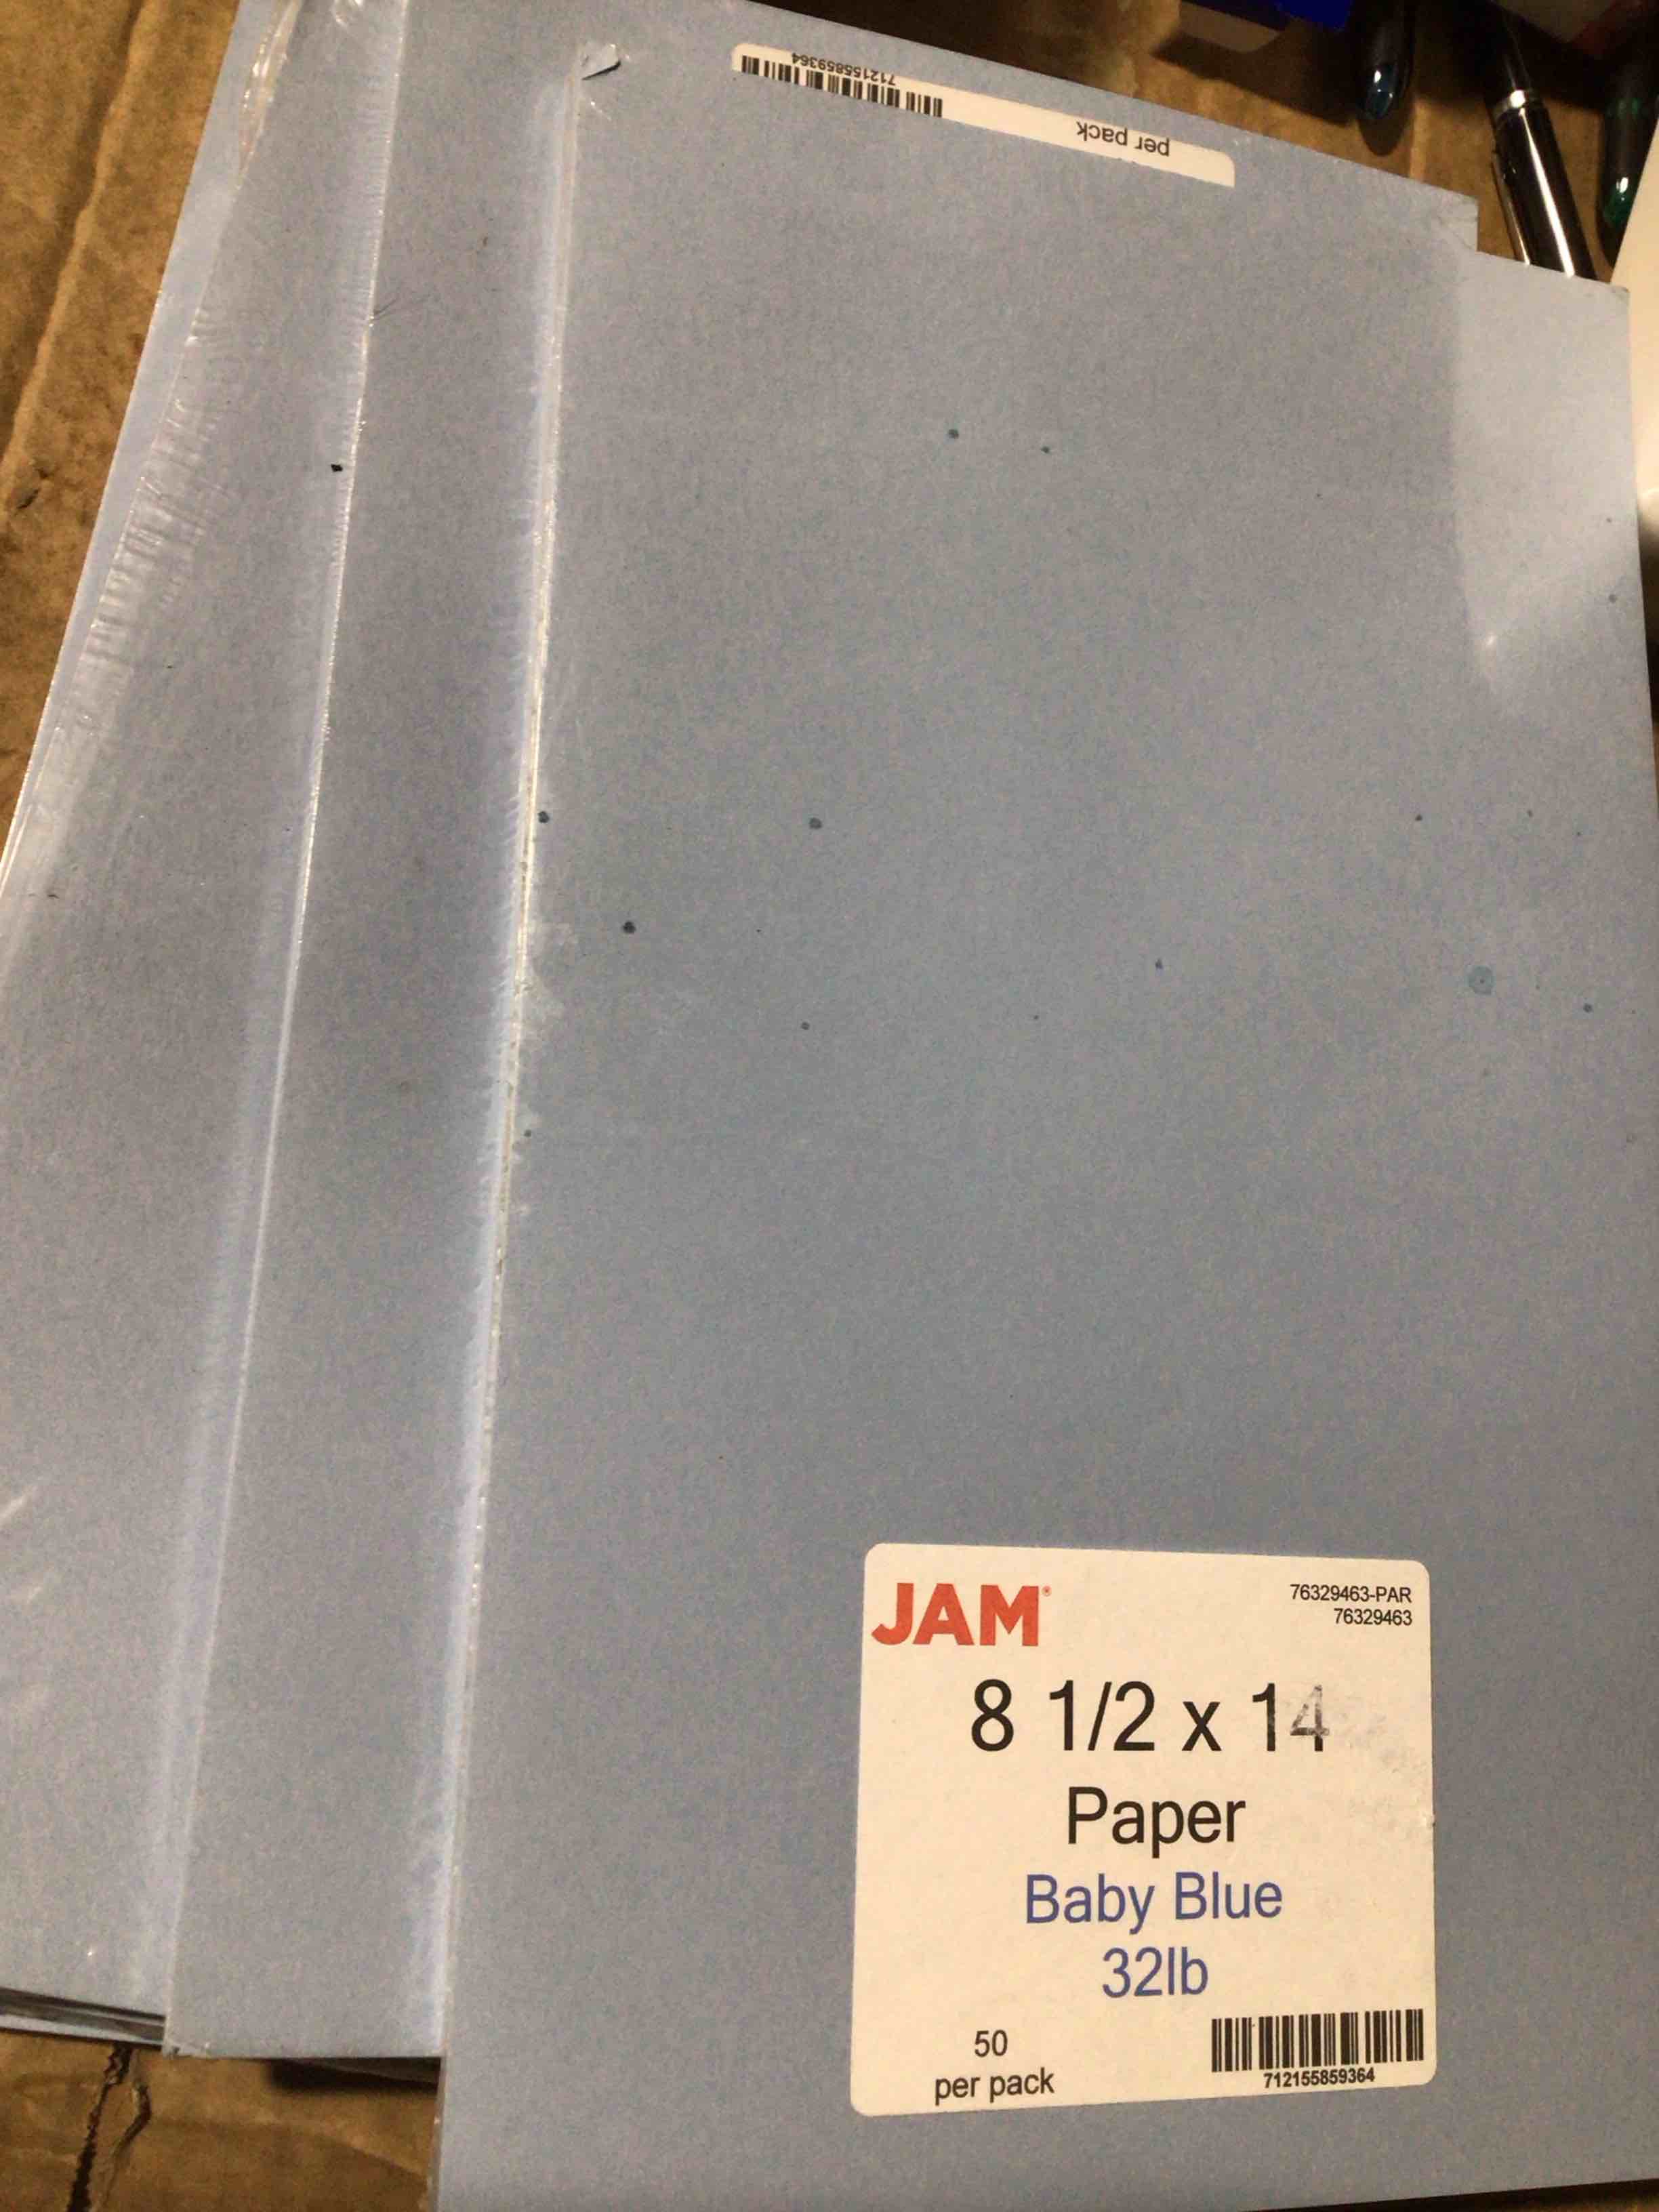 712155859364
per pack
JAM®
76329463-PAR
76329463
8 1/2 x 14
Paper
Baby Blue
32lb
50
per pack
712155859364